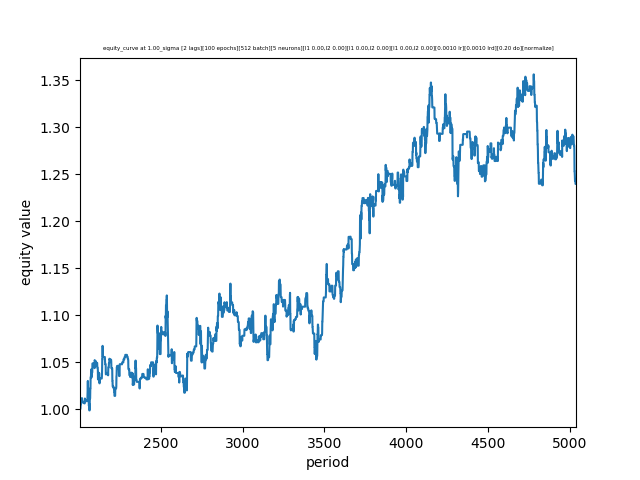 equity_curve at 1.00_sigma [2 lags][100 epochs][512 batch][5 neurons][l1 0.00,l2 0.00][l1 0.00,l2 0.00][l1 0.00,l2 0.00][0.0010 lr][0.0010 lrd][0.20 do][normalize]
1.35
1.30
1.25
1.20
1.15
1.10
1.05
1.00
equity value
2500 3000 3500 4000 4500 5000
period